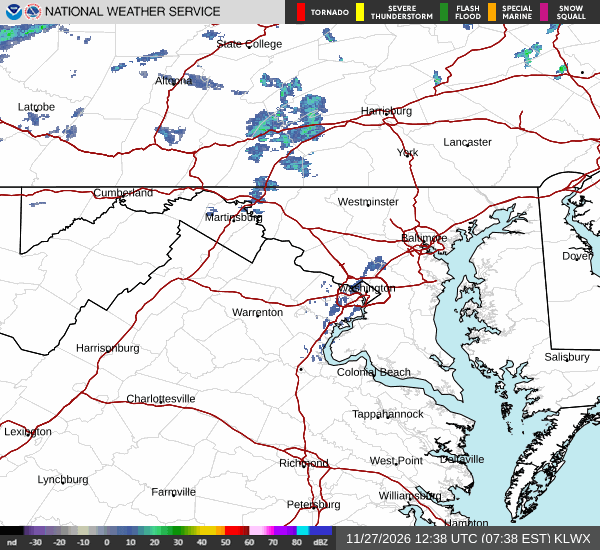 NATIONAL WEATHER SERVICE
TORNADO
SEVERE
THUNDERSTORM
FLASH
FLOOD
SPECIAL
MARINE
SNOW
SQUALL
State College
Altoona
Latrobe
Harrisburg
Lancaster
York
Cumberland
Martinsburg
Westminster
Baltimore
Dover
Washington
Warrenton
Harrisonburg
Salisbury
Colonial Beach
Charlottesville
Tappahannock
Lexington
Richmond
West Point
Deltaville
Lynchburg
Farmville
Williamsburg
Petersburg
Hampton
nd -30 -20 -10 0 10 20 30 40 50 60 70 80 dBZ
11/27/2026 12:38 UTC (07:38 EST) KLWX